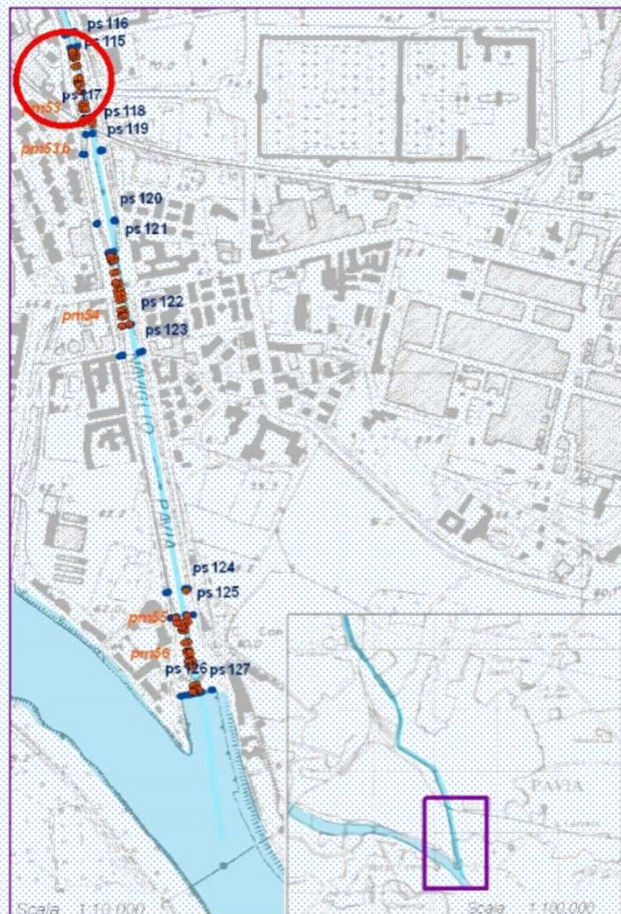 ps 116
ps 115
ps 117
pm53
ps 118
ps 119
pm53b
ps 120
ps 121
ps 122
pm54
ps 123
NAVIGLIO - PAVIA
ps 124
ps 125
pm55
pm56
ps 126 ps 127
PAVIA
Scala 1:10.000
Scala 1:100.000